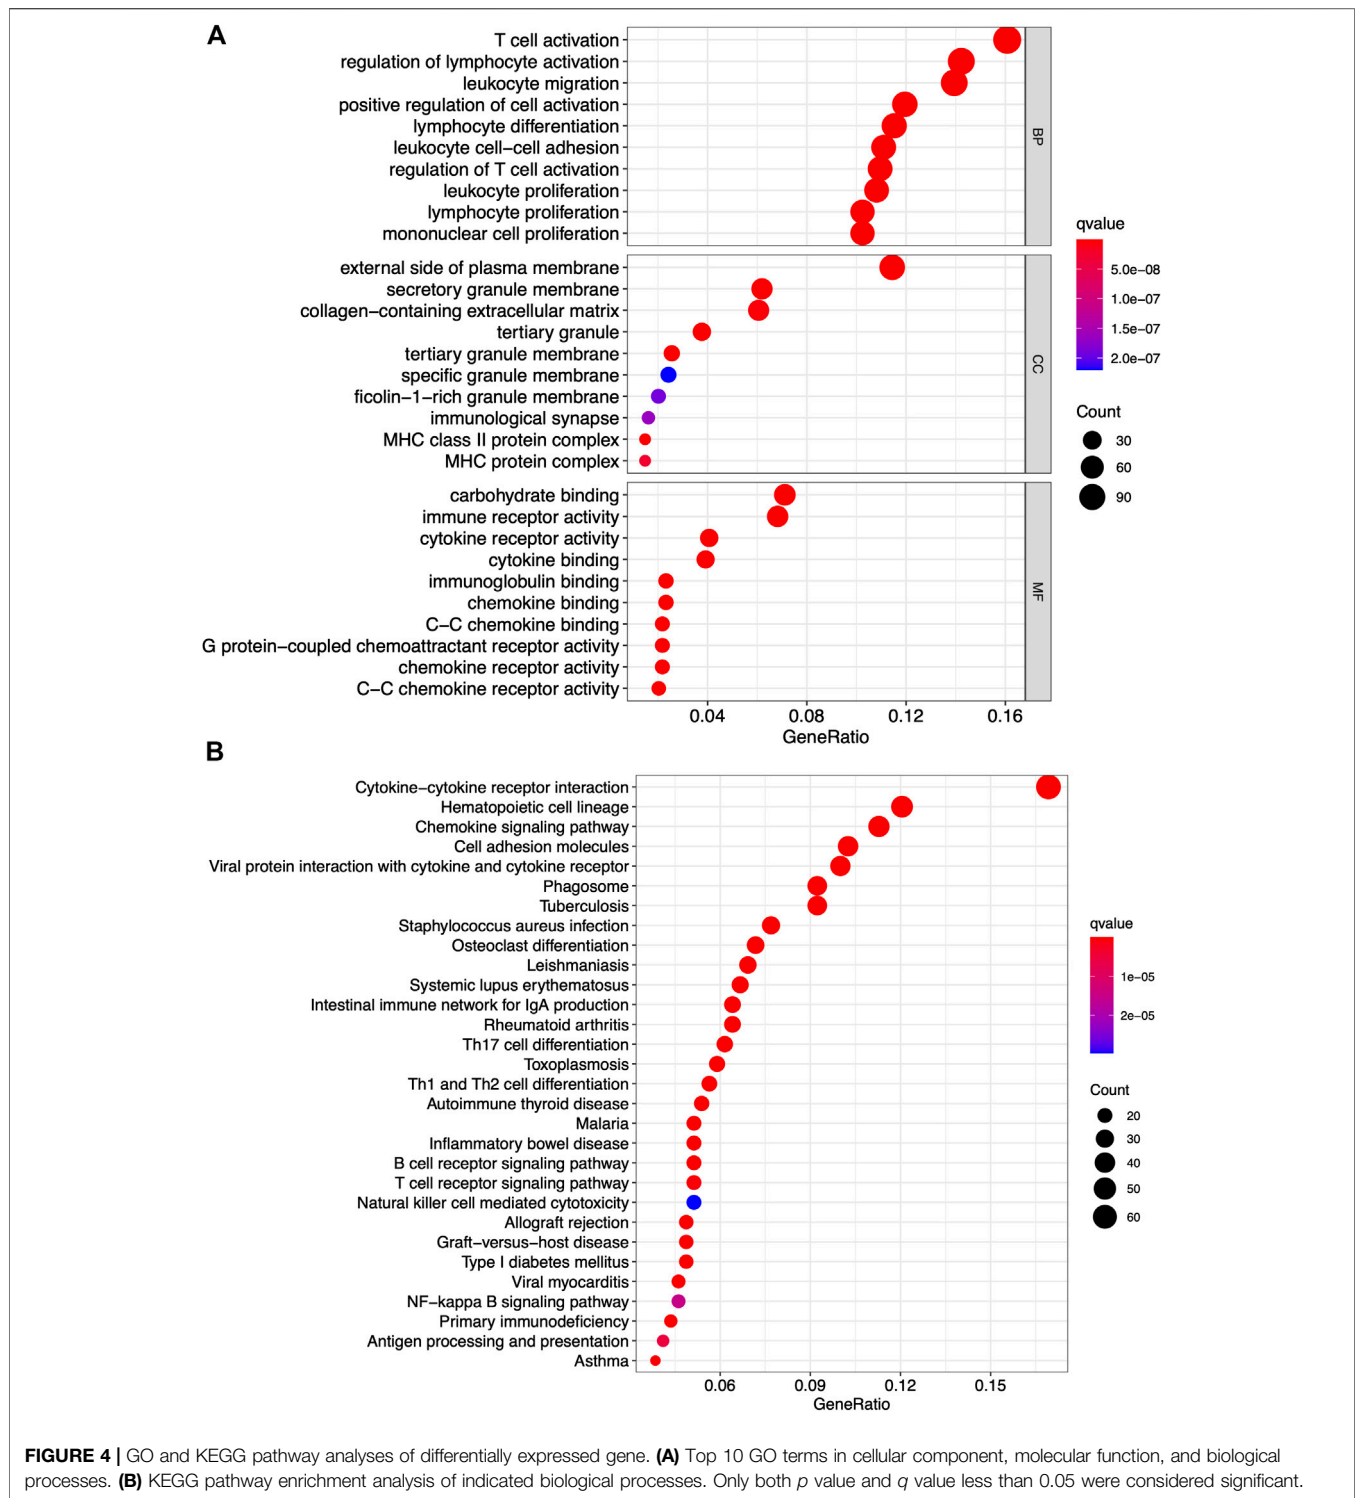 A
T cell activation
regulation of lymphocyte activation
leukocyte migration
positive regulation of cell activation
lymphocyte differentiation
leukocyte cell−cell adhesion
regulation of T cell activation
leukocyte proliferation
lymphocyte proliferation
mononuclear cell proliferation
BP
external side of plasma membrane
secretory granule membrane
collagen−containing extracellular matrix
tertiary granule
tertiary granule membrane
specific granule membrane
ficolin−1−rich granule membrane
immunological synapse
MHC class II protein complex
MHC protein complex
CC
carbohydrate binding
immune receptor activity
cytokine receptor activity
cytokine binding
immunoglobulin binding
chemokine binding
C−C chemokine binding
G protein−coupled chemoattractant receptor activity
chemokine receptor activity
C−C chemokine receptor activity
MF
0.04 0.08 0.12 0.16
GeneRatio
qvalue
5.0e−08
1.0e−07
1.5e−07
2.0e−07
Count
30
60
90
B
Cytokine−cytokine receptor interaction
Hematopoietic cell lineage
Chemokine signaling pathway
Cell adhesion molecules
Viral protein interaction with cytokine and cytokine receptor
Phagosome
Tuberculosis
Staphylococcus aureus infection
Osteoclast differentiation
Leishmaniasis
Systemic lupus erythematosus
Intestinal immune network for IgA production
Rheumatoid arthritis
Th17 cell differentiation
Toxoplasmosis
Th1 and Th2 cell differentiation
Autoimmune thyroid disease
Malaria
Inflammatory bowel disease
B cell receptor signaling pathway
T cell receptor signaling pathway
Natural killer cell mediated cytotoxicity
Allograft rejection
Graft−versus−host disease
Type I diabetes mellitus
Viral myocarditis
NF−kappa B signaling pathway
Primary immunodeficiency
Antigen processing and presentation
Asthma
0.06 0.09 0.12 0.15
GeneRatio
qvalue
1e−05
2e−05
Count
20
30
40
50
60
FIGURE 4 | GO and KEGG pathway analyses of differentially expressed gene. (A) Top 10 GO terms in cellular component, molecular function, and biological
processes. (B) KEGG pathway enrichment analysis of indicated biological processes. Only both p value and q value less than 0.05 were considered significant.